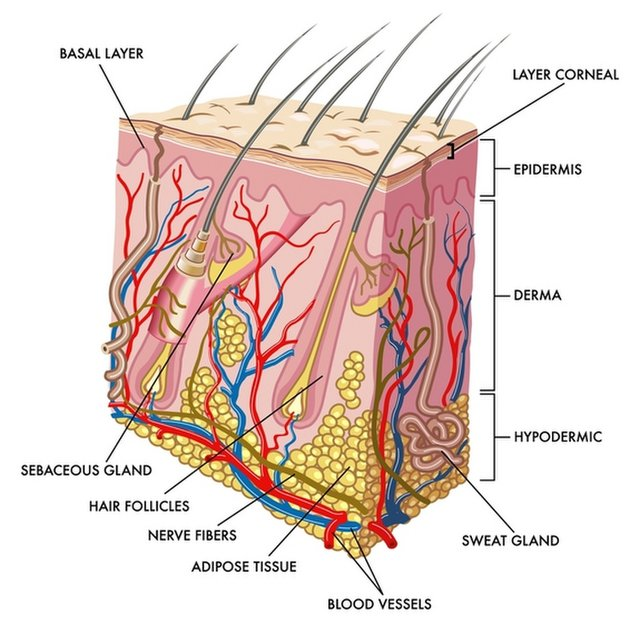 BASAL LAYER
LAYER CORNEAL
EPIDERMIS
DERMA
HYPODERMIC
SEBACEOUS GLAND
HAIR FOLLICLES
NERVE FIBERS
ADIPOSE TISSUE
SWEAT GLAND
BLOOD VESSELS